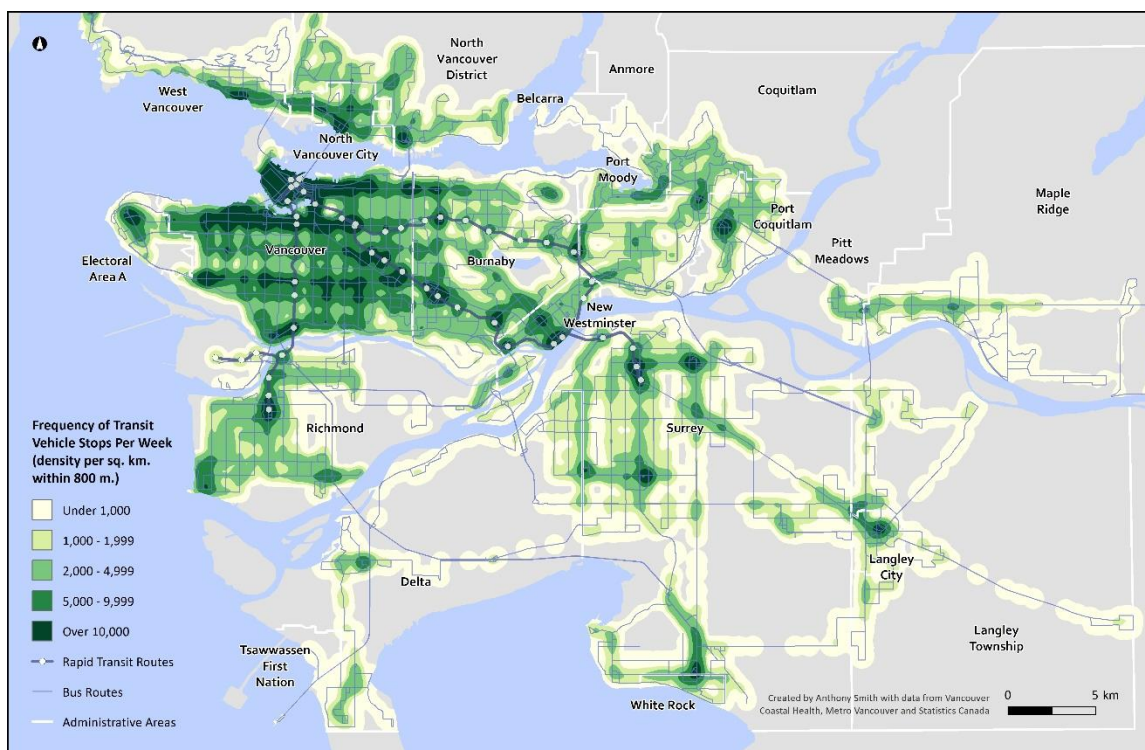 North
Vancouver
District
Anmore
Coquitlam
West
Vancouver
Belcarra
North
Vancouver City
Port
Moody
Maple
Ridge
Port
Coquitlam
Vancouver
Electoral
Area A
Burnaby
Pitt
Meadows
New
Westminster
Frequency of Transit
Vehicle Stops Per Week
(density per sq. km.
within 800 m.)
Under 1,000
1,000 - 1,999
2,000 - 4,999
5,000 - 9,999
Over 10,000
Rapid Transit Routes
Bus Routes
Administrative Areas
Richmond
Surrey
Delta
Langley
City
Tsawwassen
First
Nation
Langley
Township
White Rock
Created by Anthony Smith with data from Vancouver
Coastal Health, Metro Vancouver and Statistics Canada
0 5 km